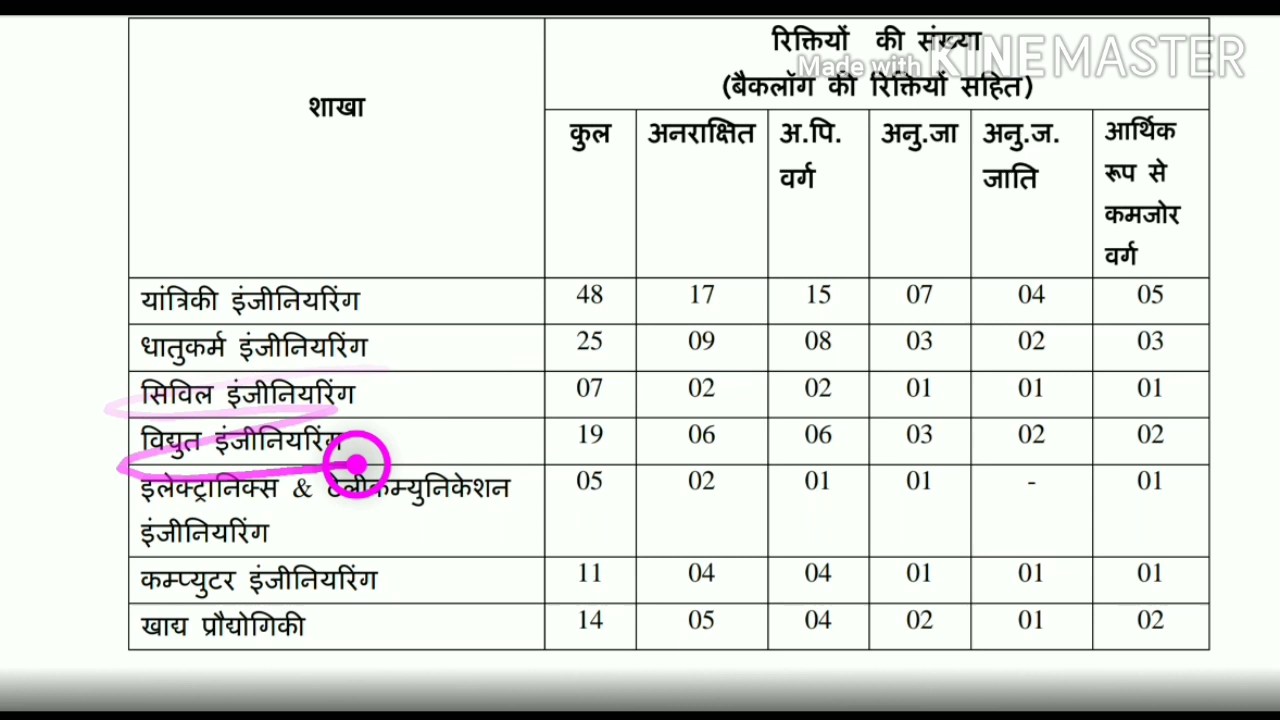 रिक्तियों की संख्या
Made with KINEMASTER
(बैकलॉग की रिक्तियों सहित)
शाखा
कुल अनराक्षित अ.पि. वर्ग अनु.जा अनु.ज. जाति आर्थिक रूप से कमजोर वर्ग
यांत्रिकी इंजीनियरिंग 48 17 15 07 04 05
धातुकर्म इंजीनियरिंग 25 09 08 03 02 03
सिविल इंजीनियरिंग 07 02 02 01 01 01
विद्युत इंजीनियरिंग 19 06 06 03 02 02
इलेक्ट्रानिक्स & टेलीकम्युनिकेशन 05 02 01 01 - 01
इंजीनियरिंग
कम्प्युटर इंजीनियरिंग 11 04 04 01 01 01
खाद्य प्रौद्योगिकी 14 05 04 02 01 02